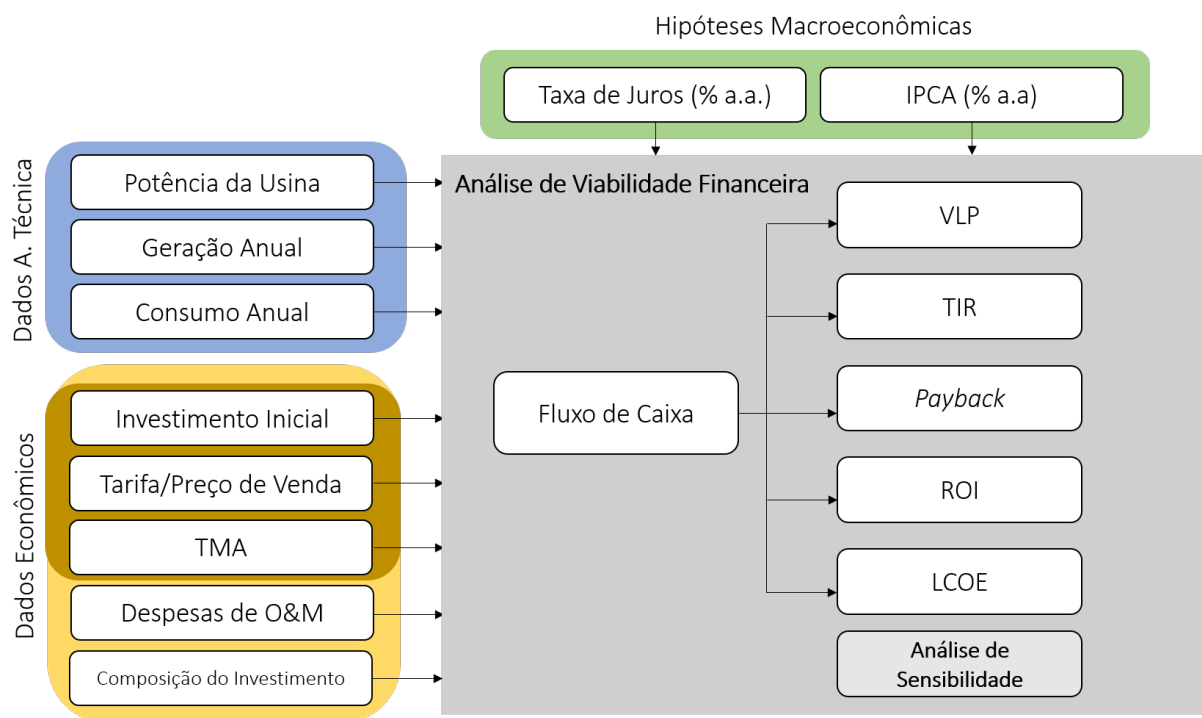 Hipóteses Macroeconômicas
Taxa de Juros (% a.a.)
IPCA (% a.a)
Dados A. Técnica
Potência da Usina
Geração Anual
Consumo Anual
Dados Econômicos
Investimento Inicial
Tarifa/Preço de Venda
TMA
Despesas de O&M
Composição do Investimento
Análise de Viabilidade Financeira
Fluxo de Caixa
VLP
TIR
Payback
ROI
LCOE
Análise de
Sensibilidade